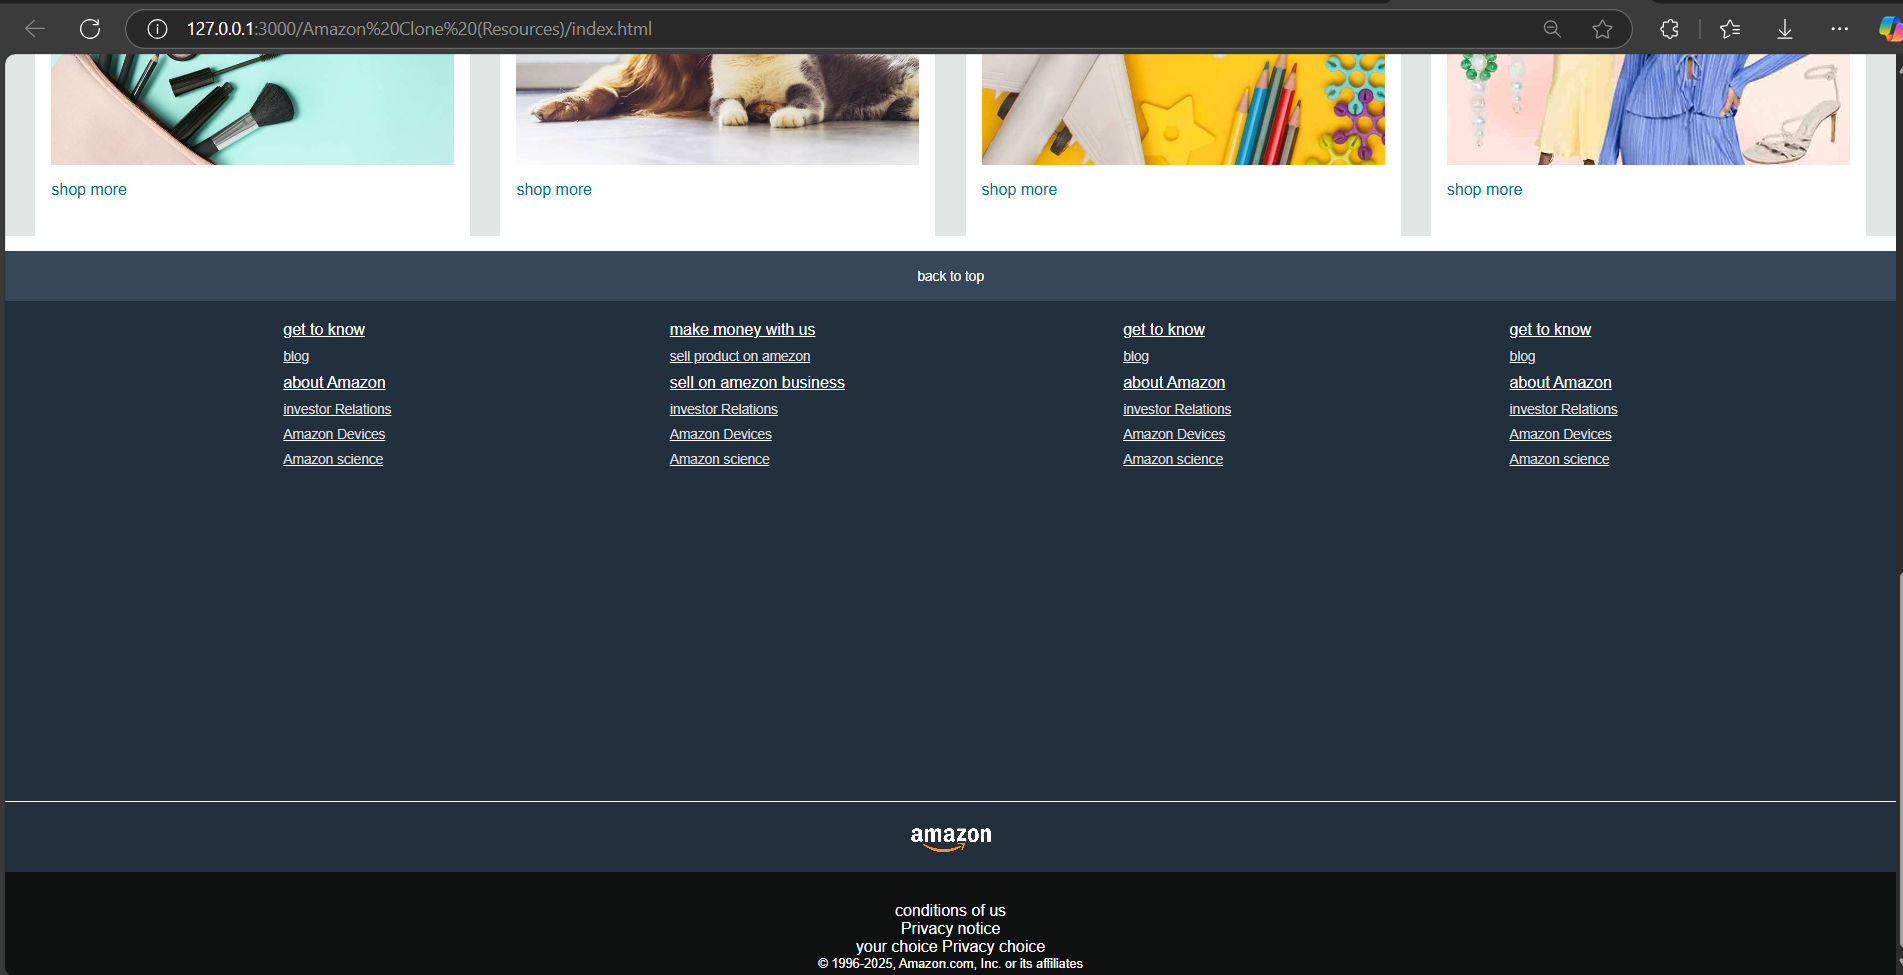 127.0.0.1:3000/Amazon%20Clone%20(Resources)/index.html
shop more
shop more
shop more
shop more
back to top
get to know
blog
about Amazon
investor Relations
Amazon Devices
Amazon science
make money with us
sell product on amezon
sell on amezon business
investor Relations
Amazon Devices
Amazon science
get to know
blog
about Amazon
investor Relations
Amazon Devices
Amazon science
get to know
blog
about Amazon
investor Relations
Amazon Devices
Amazon science
amazon
conditions of us
Privacy notice
your choice Privacy choice
© 1996-2025, Amazon.com, Inc. or its affiliates